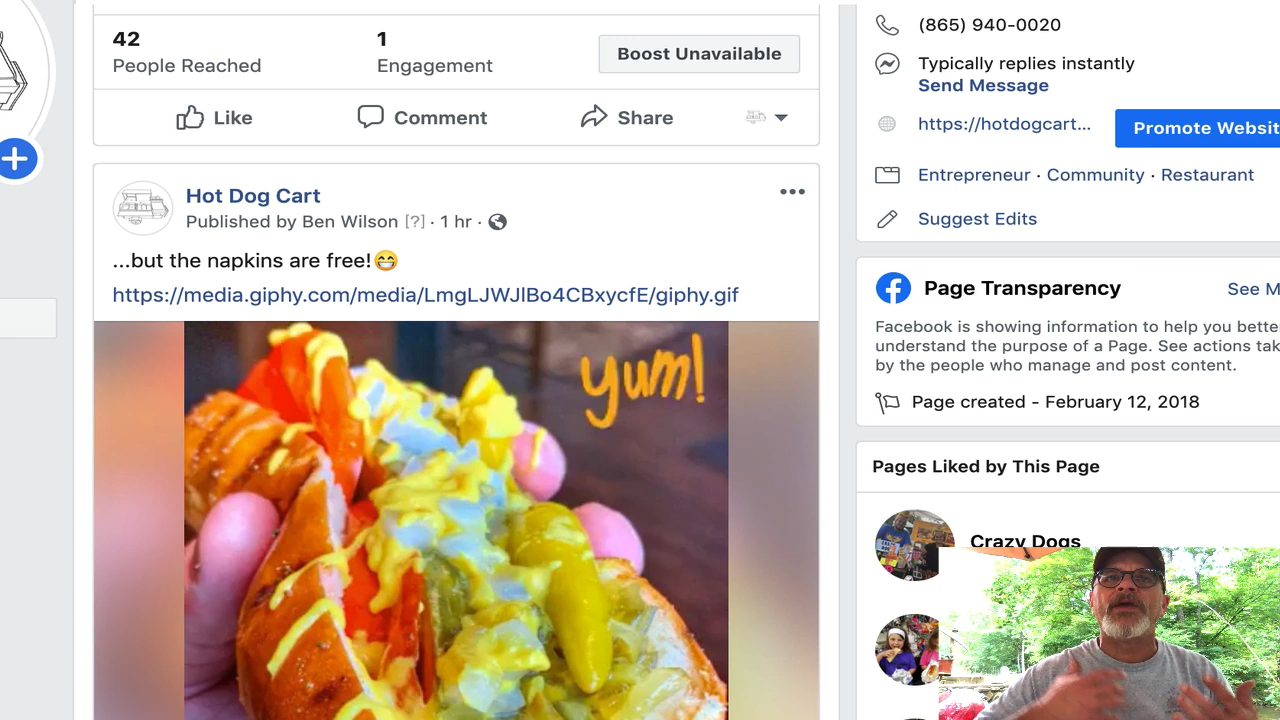 42
People Reached
1
Engagement
Boost Unavailable
Like
Comment
Share
Hot Dog Cart
Published by Ben Wilson [?] · 1 hr ·
...but the napkins are free!😁
https://media.giphy.com/media/LmgLJWJlBo4CBxycfE/giphy.gif
yum!
(865) 940-0020
Typically replies instantly
Send Message
https://hotdogcart...
Promote Websit
Entrepreneur · Community · Restaurant
Suggest Edits
Page Transparency
See M
Facebook is showing information to help you bette
understand the purpose of a Page. See actions tak
by the people who manage and post content.
Page created - February 12, 2018
Pages Liked by This Page
Crazy Dogs